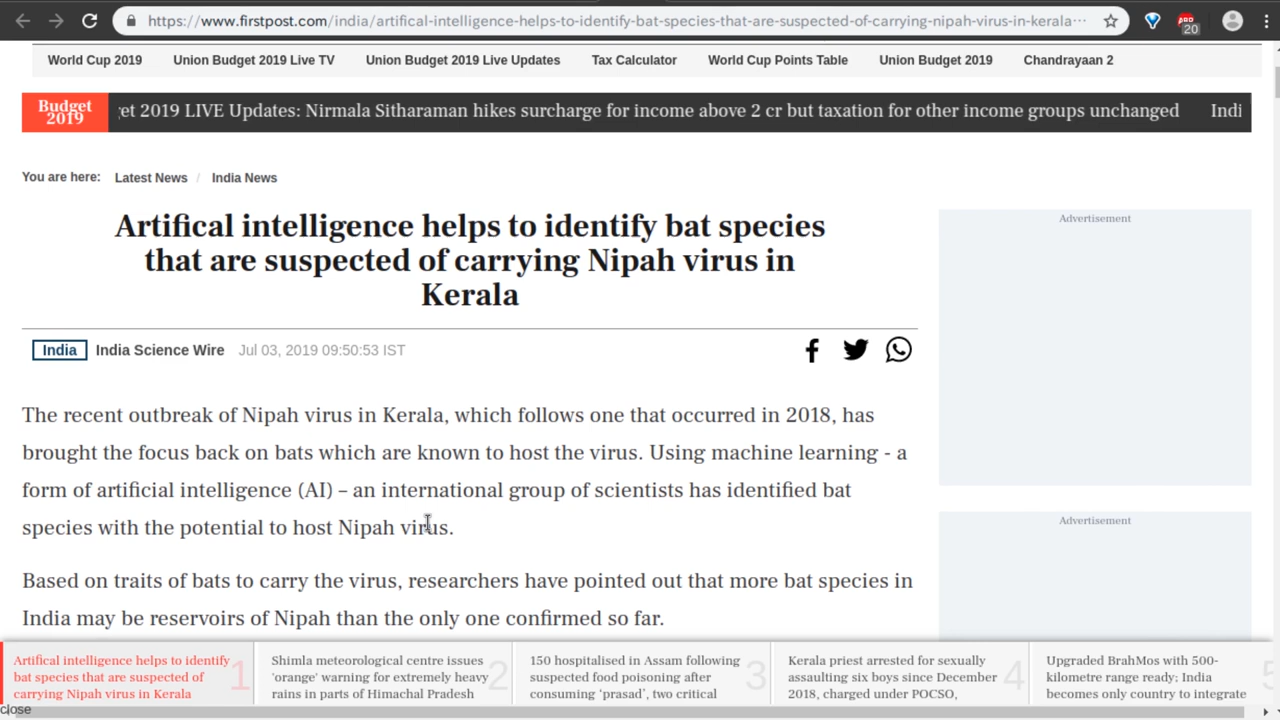 https://www.firstpost.com/india/artifical-intelligence-helps-to-identify-bat-species-that-are-suspected-of-carrying-nipah-virus-in-kerala…
20
World Cup 2019 Union Budget 2019 Live TV Union Budget 2019 Live Updates Tax Calculator World Cup Points Table Union Budget 2019 Chandrayaan 2
Budget
2019
et 2019 LIVE Updates: Nirmala Sitharaman hikes surcharge for income above 2 cr but taxation for other income groups unchanged Indi
You are here: Latest News / India News
Artifical intelligence helps to identify bat species
that are suspected of carrying Nipah virus in
Kerala
India India Science Wire Jul 03, 2019 09:50:53 IST
The recent outbreak of Nipah virus in Kerala, which follows one that occurred in 2018, has
brought the focus back on bats which are known to host the virus. Using machine learning - a
form of artificial intelligence (AI) – an international group of scientists has identified bat
species with the potential to host Nipah virus.
Based on traits of bats to carry the virus, researchers have pointed out that more bat species in
India may be reservoirs of Nipah than the only one confirmed so far.
Advertisement
Advertisement
Artifical intelligence helps to identify
bat species that are suspected of
carrying Nipah virus in Kerala
1
Shimla meteorological centre issues
'orange' warning for extremely heavy
rains in parts of Himachal Pradesh
2
150 hospitalised in Assam following
suspected food poisoning after
consuming ‘prasad’, two critical
3
Kerala priest arrested for sexually
assaulting six boys since December
2018, charged under POCSO,
4
Upgraded BrahMos with 500-
kilometre range ready; India
becomes only country to integrate
5
close